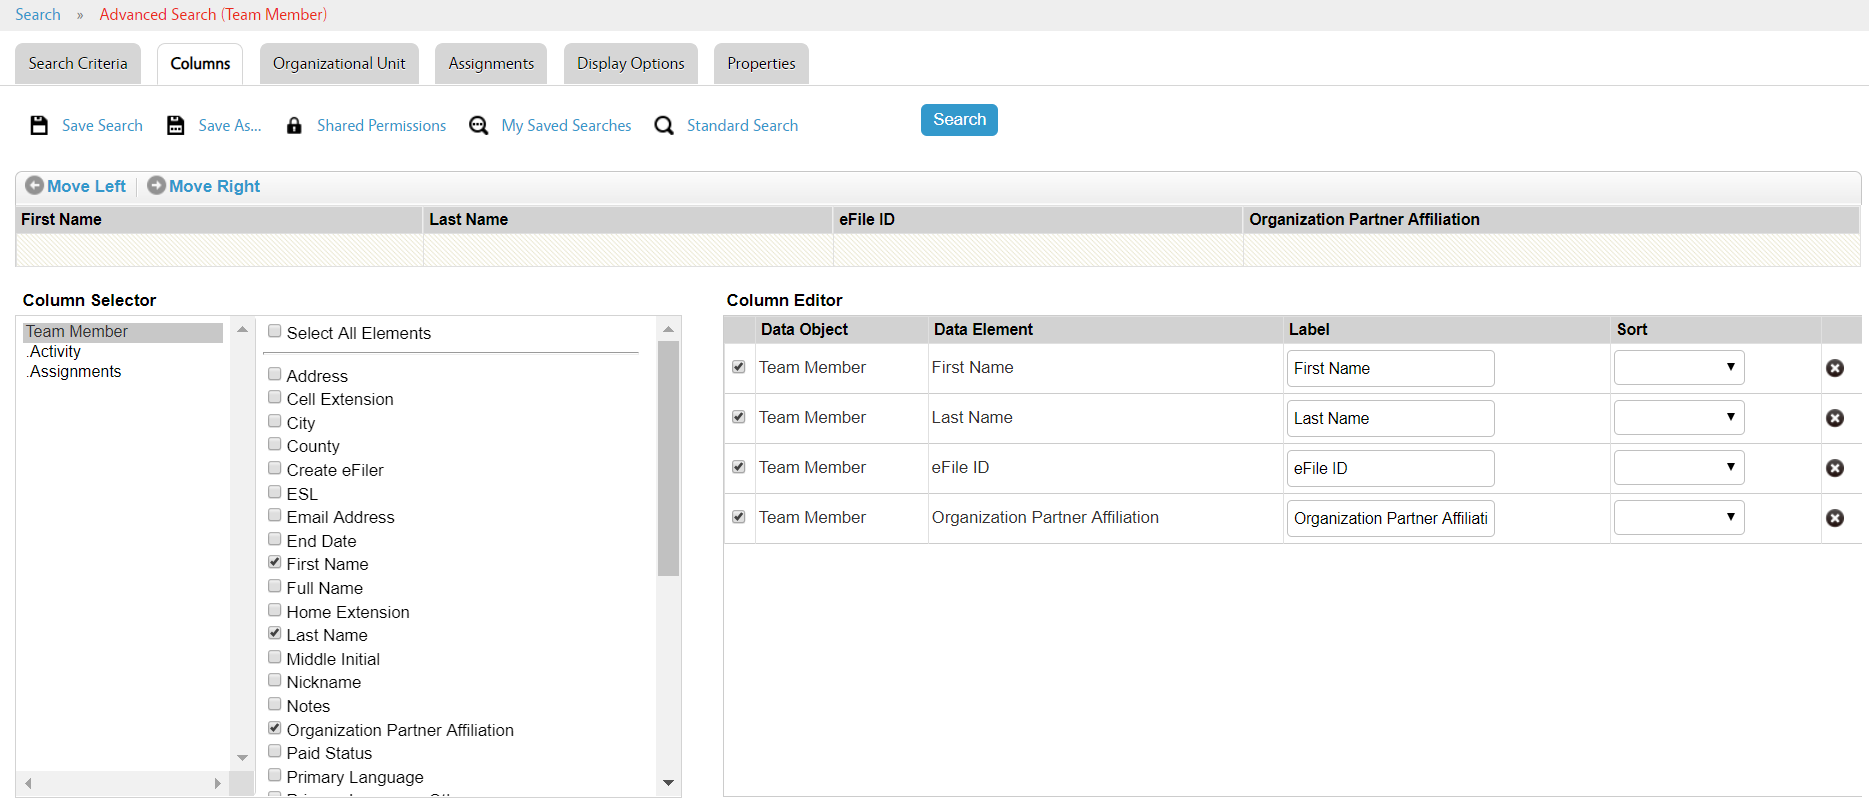 Search » Advanced Search (Team Member)
Search Criteria Columns Organizational Unit Assignments Display Options Properties
Save Search Save As... Shared Permissions My Saved Searches Standard Search Search
Move Left Move Right
First Name Last Name eFile ID Organization Partner Affiliation
Column Selector
Team Member
.Activity
.Assignments
Select All Elements
Address
Cell Extension
City
County
Create eFiler
ESL
Email Address
End Date
First Name
Full Name
Home Extension
Last Name
Middle Initial
Nickname
Notes
Organization Partner Affiliation
Paid Status
Primary Language
Column Editor
Data Object Data Element Label Sort
Team Member First Name First Name
Team Member Last Name Last Name
Team Member eFile ID eFile ID
Team Member Organization Partner Affiliation Organization Partner Affiliati